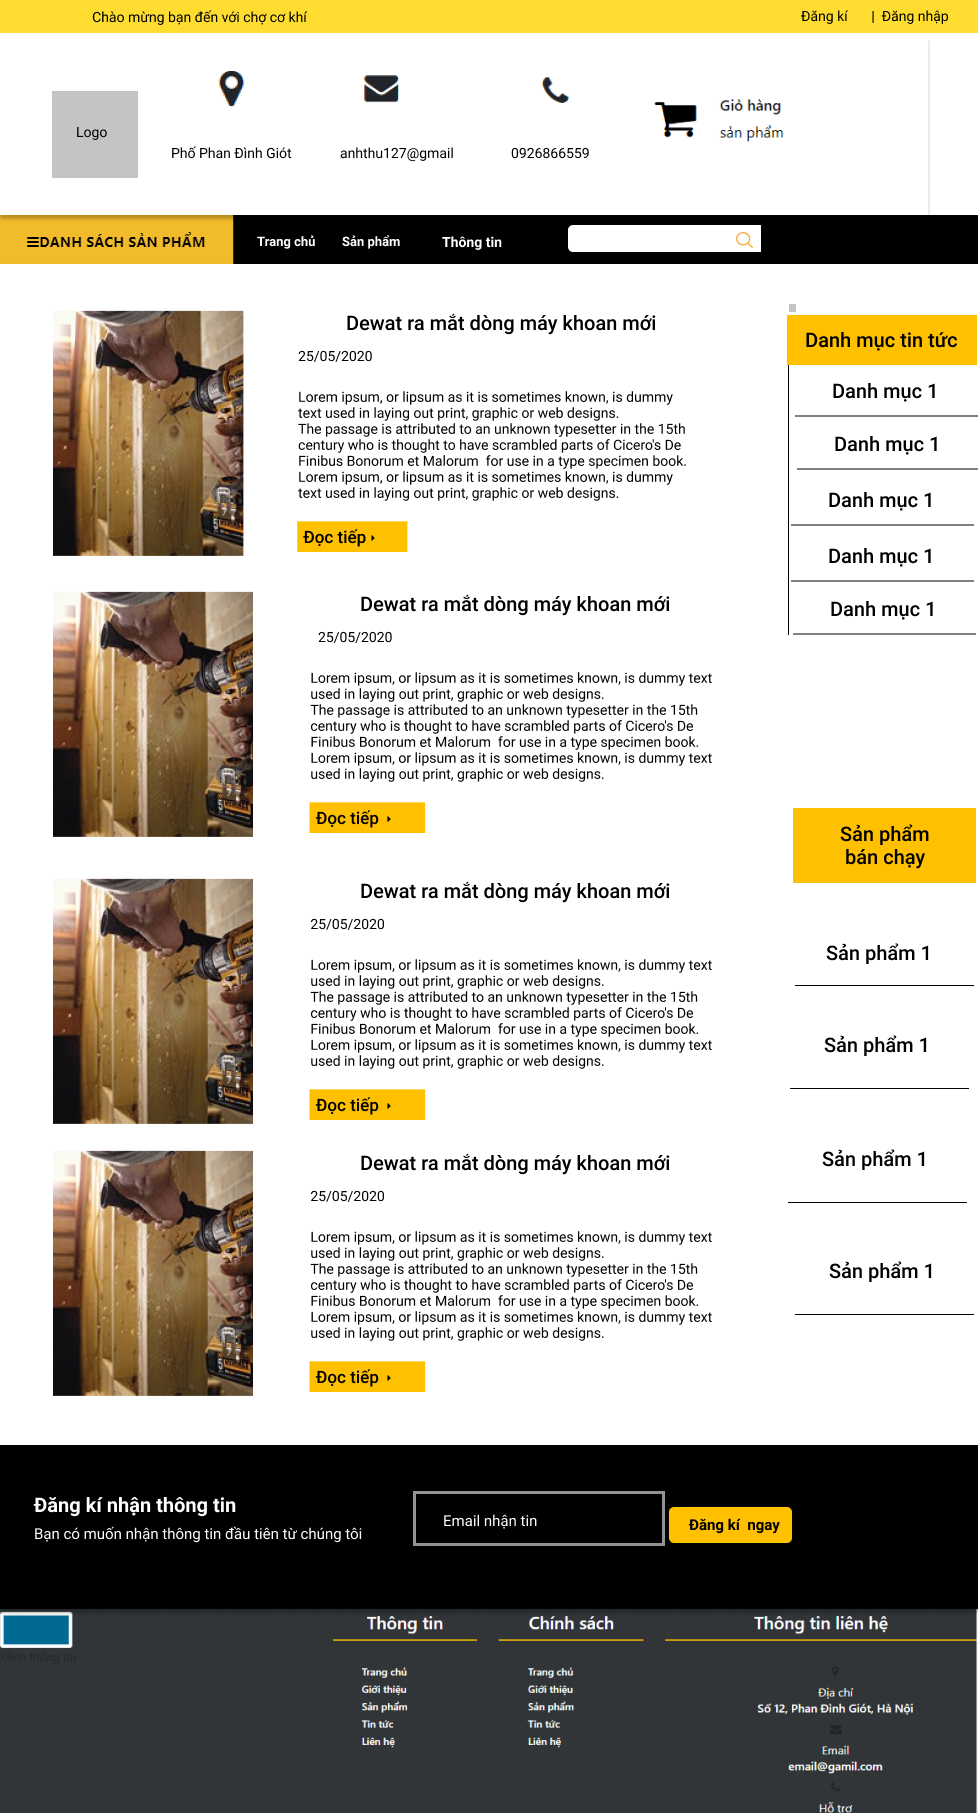 Chào mừng bạn đến với chợ cơ khí
Đăng kí | Đăng nhập
Logo
Phố Phan Đình Giót
anhthu127@gmail
0926866559
Giỏ hàng
sản phẩm
DANH SÁCH SẢN PHẨM
Trang chủ
Sản phẩm
Thông tin
Dewat ra mắt dòng máy khoan mới
25/05/2020
Lorem ipsum, or lipsum as it is sometimes known, is dummy
text used in laying out print, graphic or web designs.
The passage is attributed to an unknown typesetter in the 15th
century who is thought to have scrambled parts of Cicero's De
Finibus Bonorum et Malorum  for use in a type specimen book.
Lorem ipsum, or lipsum as it is sometimes known, is dummy
text used in laying out print, graphic or web designs.
Đọc tiếp
Dewat ra mắt dòng máy khoan mới
25/05/2020
Lorem ipsum, or lipsum as it is sometimes known, is dummy text
used in laying out print, graphic or web designs.
The passage is attributed to an unknown typesetter in the 15th
century who is thought to have scrambled parts of Cicero's De
Finibus Bonorum et Malorum  for use in a type specimen book.
Lorem ipsum, or lipsum as it is sometimes known, is dummy text
used in laying out print, graphic or web designs.
Đọc tiếp
Dewat ra mắt dòng máy khoan mới
25/05/2020
Lorem ipsum, or lipsum as it is sometimes known, is dummy text
used in laying out print, graphic or web designs.
The passage is attributed to an unknown typesetter in the 15th
century who is thought to have scrambled parts of Cicero's De
Finibus Bonorum et Malorum  for use in a type specimen book.
Lorem ipsum, or lipsum as it is sometimes known, is dummy text
used in laying out print, graphic or web designs.
Đọc tiếp
Dewat ra mắt dòng máy khoan mới
25/05/2020
Lorem ipsum, or lipsum as it is sometimes known, is dummy text
used in laying out print, graphic or web designs.
The passage is attributed to an unknown typesetter in the 15th
century who is thought to have scrambled parts of Cicero's De
Finibus Bonorum et Malorum  for use in a type specimen book.
Lorem ipsum, or lipsum as it is sometimes known, is dummy text
used in laying out print, graphic or web designs.
Đọc tiếp
Danh mục tin tức
Danh mục 1
Danh mục 1
Danh mục 1
Danh mục 1
Danh mục 1
Sản phẩm
bán chạy
Sản phẩm 1
Sản phẩm 1
Sản phẩm 1
Sản phẩm 1
Đăng kí nhận thông tin
Bạn có muốn nhận thông tin đầu tiên từ chúng tôi
Email nhận tin
Đăng kí  ngay
Kênh thông tin
Thông tin
Trang chủ
Giới thiệu
Sản phẩm
Tin tức
Liên hệ
Chính sách
Trang chủ
Giới thiệu
Sản phẩm
Tin tức
Liên hệ
Thông tin liên hệ
Địa chỉ
Số 12, Phan Đình Giót, Hà Nội
Email
email@gamil.com
Hỗ trợ